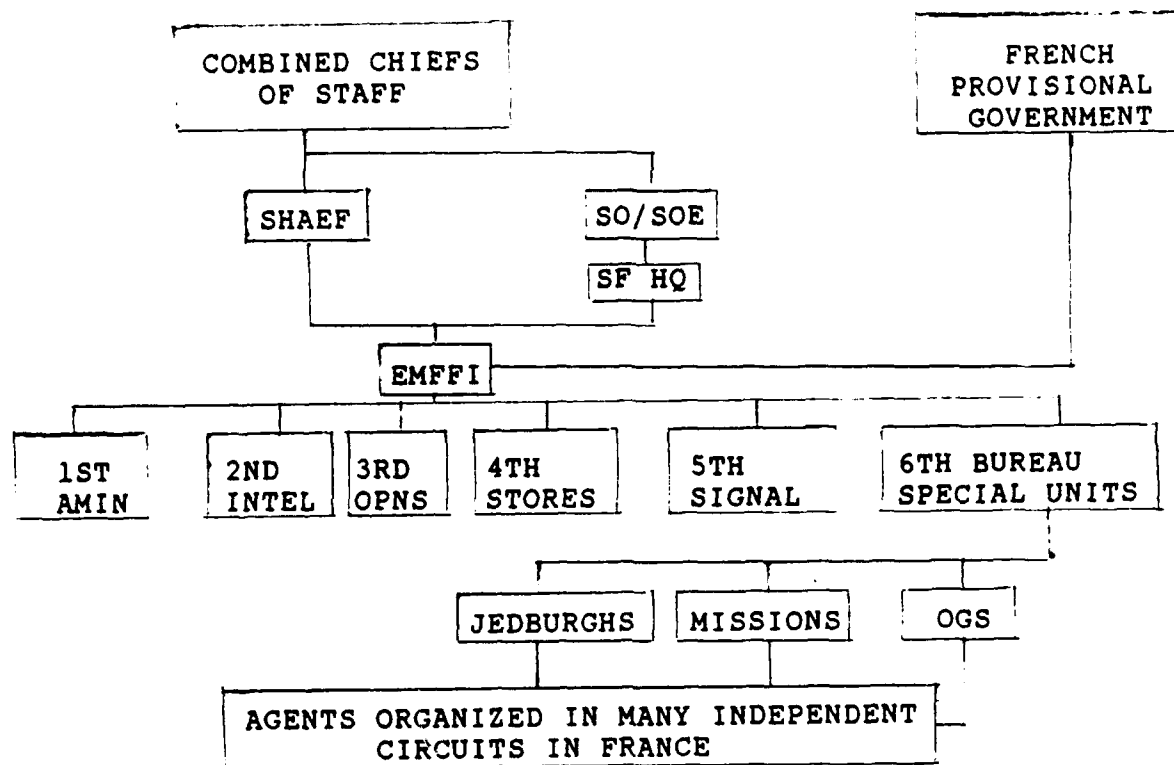 COMBINED CHIEFS
OF STAFF
FRENCH
PROVISIONAL
GOVERNMENT
SHAEF
SO/SOE
SF HQ
EMFFI
1ST
AMIN
2ND
INTEL
3RD
OPNS
4TH
STORES
5TH
SIGNAL
6TH BUREAU
SPECIAL UNITS
JEDBURGHS
MISSIONS
OGS
AGENTS ORGANIZED IN MANY INDEPENDENT
CIRCUITS IN FRANCE